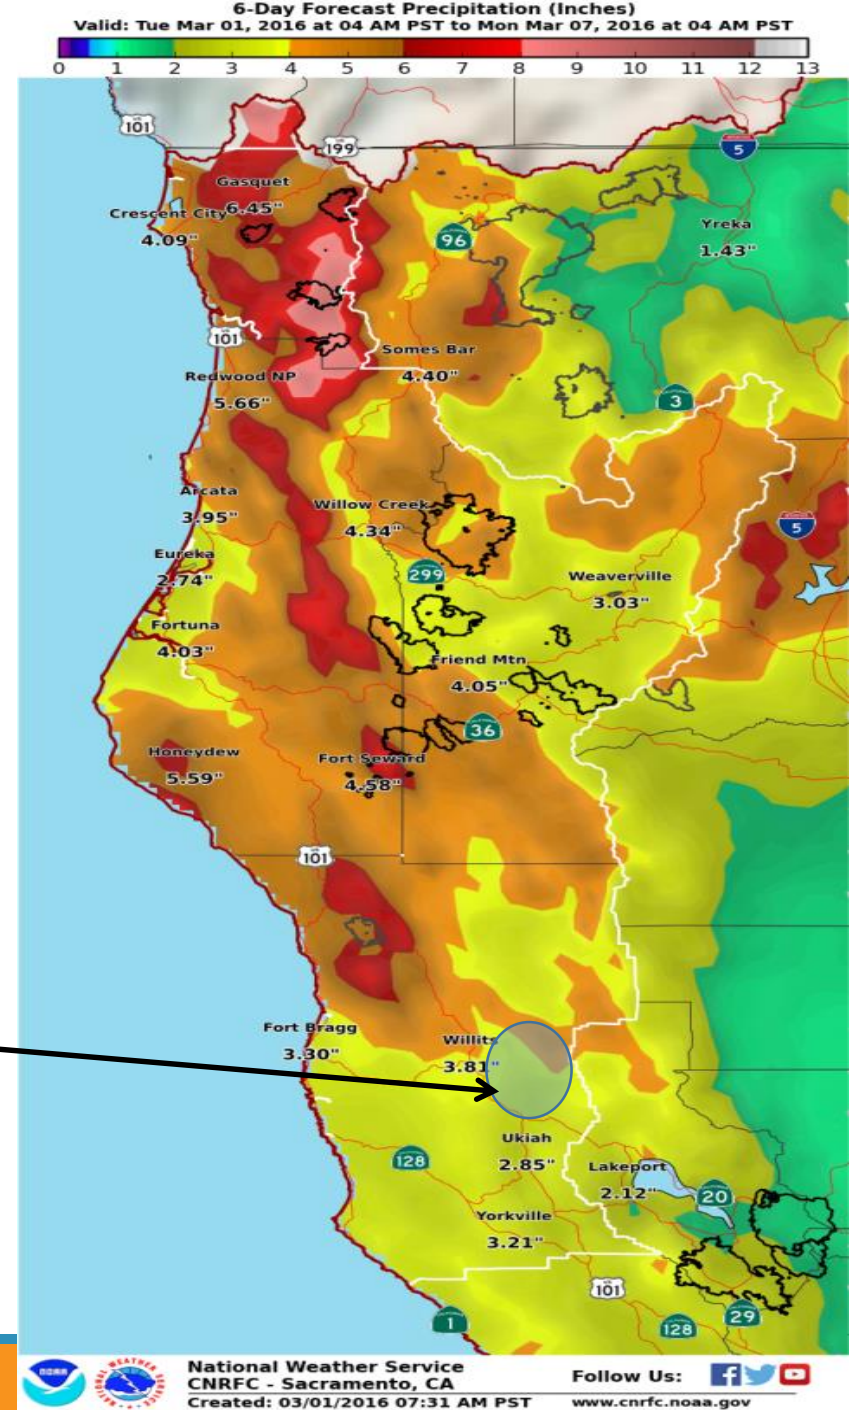 6-Day Forecast Precipitation (Inches)
Valid: Tue Mar 01, 2016 at 04 AM PST to Mon Mar 07, 2016 at 04 AM PST
0 1 2 3 4 5 6 7 8 9 10 11 12 13
101
199
5
Gasquet
6.45"
Crescent City
4.09"
96
Yreka
1.43"
101
Somes Bar
4.40"
Redwood NP
5.66"
3
Arcata
3.95"
Willow Creek
4.34"
5
Eureka
2.74"
299
Weaverville
3.03"
Fortuna
4.03"
Friend Mtn
4.05"
36
Honeydew
5.59"
Fort Seward
4.58"
101
Fort Bragg
3.30"
Willits
3.81"
Ukiah
2.85"
128
Lakeport
2.12"
20
Yorkville
3.21"
101
1
128
29
NOAA
NATIONAL WEATHER SERVICE
National Weather Service
CNRFC - Sacramento, CA
Created: 03/01/2016 07:31 AM PST
Follow Us:
www.cnrfc.noaa.gov